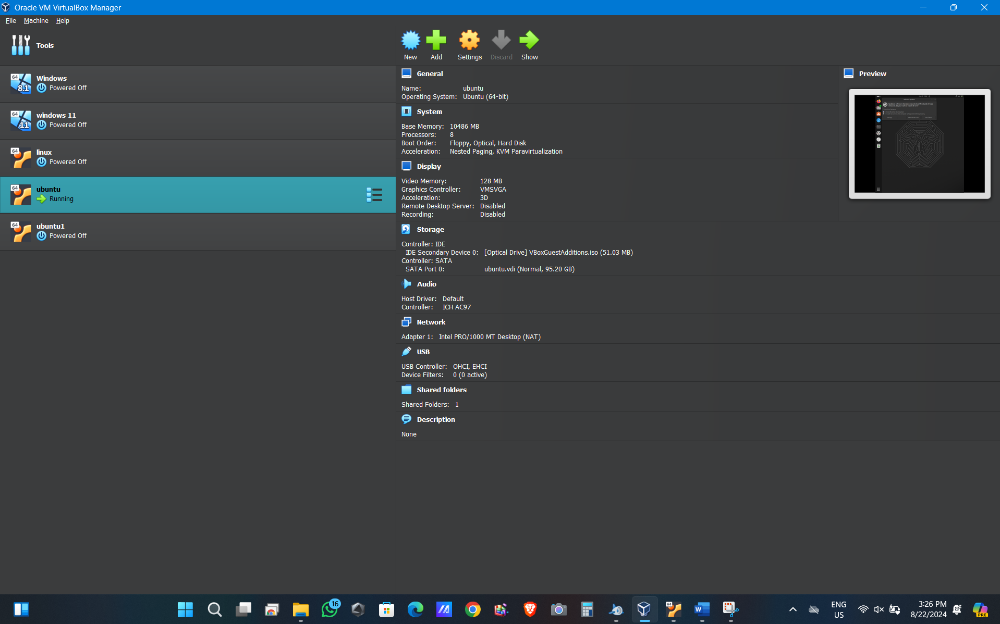 Oracle VM VirtualBox Manager
File Machine Help
Tools
New Add Settings Discard Show
64 8.1 Windows
Powered Off
64 11 windows 11
Powered Off
64 linux
Powered Off
64 ubuntu
Running
64 ubuntu1
Powered Off
General
Name: ubuntu
Operating System: Ubuntu (64-bit)
System
Base Memory: 10486 MB
Processors: 8
Boot Order: Floppy, Optical, Hard Disk
Acceleration: Nested Paging, KVM Paravirtualization
Display
Video Memory: 128 MB
Graphics Controller: VMSVGA
Acceleration: 3D
Remote Desktop Server: Disabled
Recording: Disabled
Preview
Storage
Controller: IDE
IDE Secondary Device 0: [Optical Drive] VBoxGuestAdditions.iso (51.03 MB)
Controller: SATA
SATA Port 0: ubuntu.vdi (Normal, 95.20 GB)
Audio
Host Driver: Default
Controller: ICH AC97
Network
Adapter 1: Intel PRO/1000 MT Desktop (NAT)
USB
USB Controller: OHCI, EHCI
Device Filters: 0 (0 active)
Shared folders
Shared Folders: 1
Description
None
16
64
W
ENG
US
3:26 PM
8/22/2024
PRE